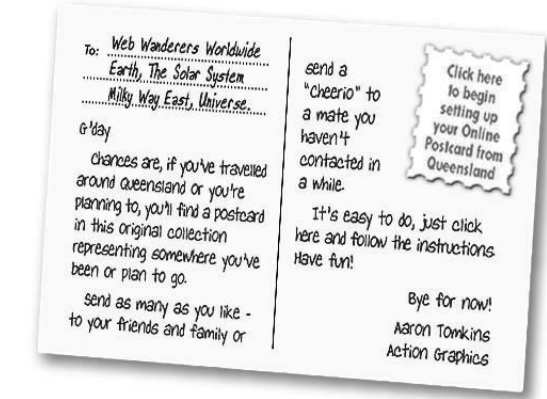 To: Web Wanderers Worldwide
Earth, The Solar System
Milky Way East, Universe.
G'day
Chances are, if you've travelled
around Queensland or you're
planning to, you'll find a postcard
in this original collection
representing somewhere you've
been or plan to go.
Send as many as you like -
to your friends and family or
send a
"cheerio" to
a mate you
haven't
contacted in
a while.
It's easy to do, just click
here and follow the instructions.
Have fun!
Bye for now!
Aaron Tomkins
Action Graphics
Click here
to begin
setting up
your Online
Postcard from
Queensland